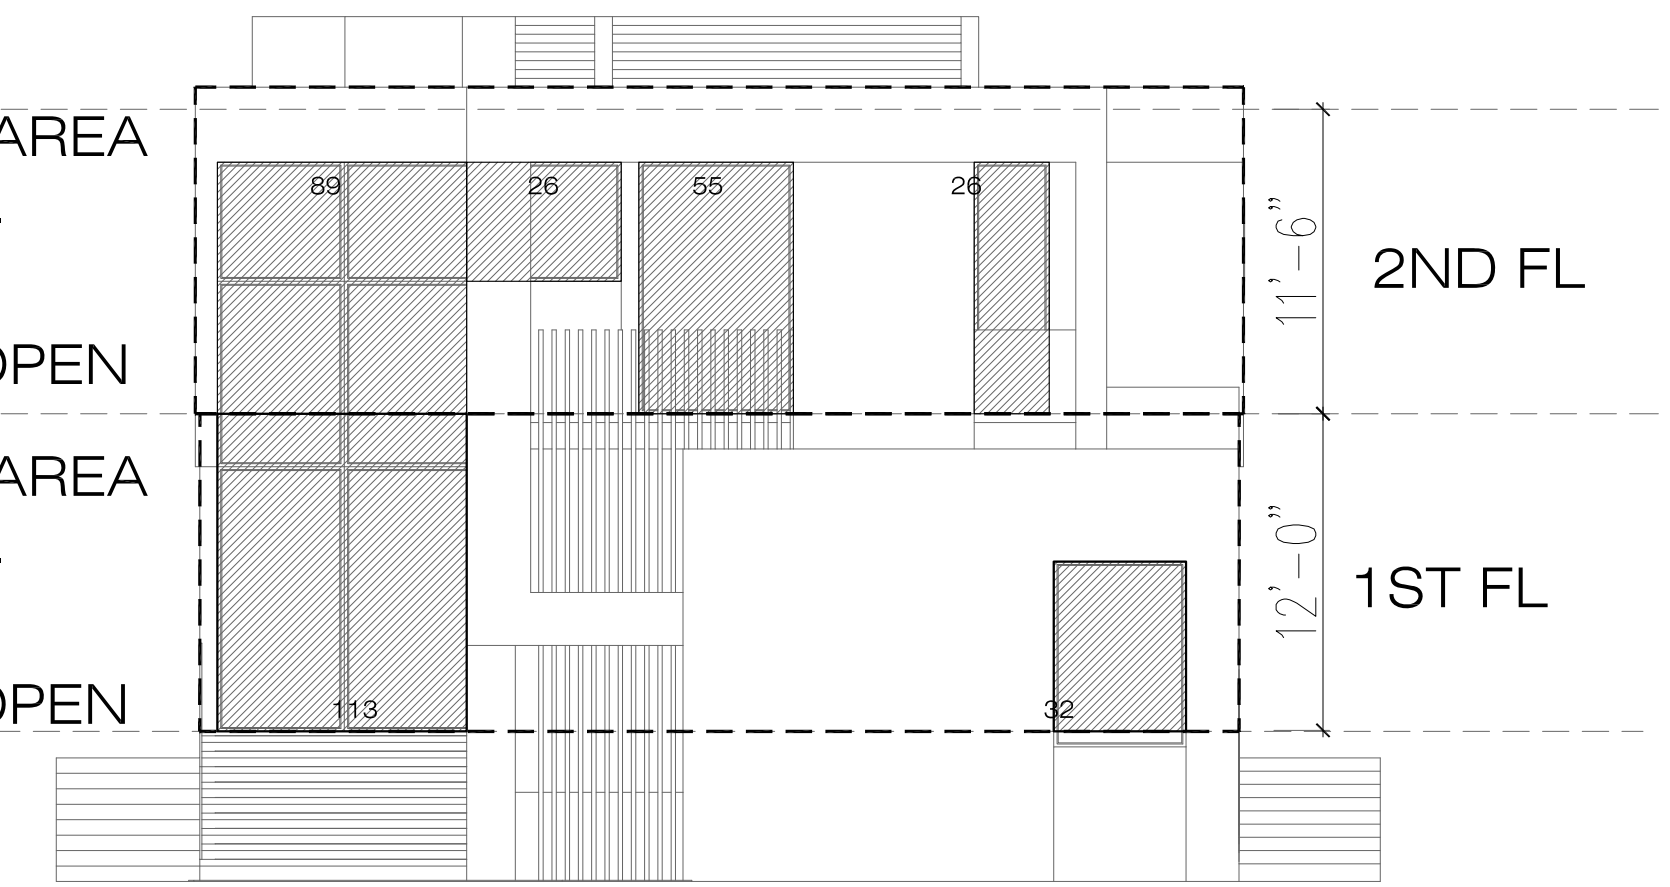 AREA
89 26 55 26
11'-6"
2ND FL
OPEN
AREA
12'-0"
1ST FL
OPEN
113 32